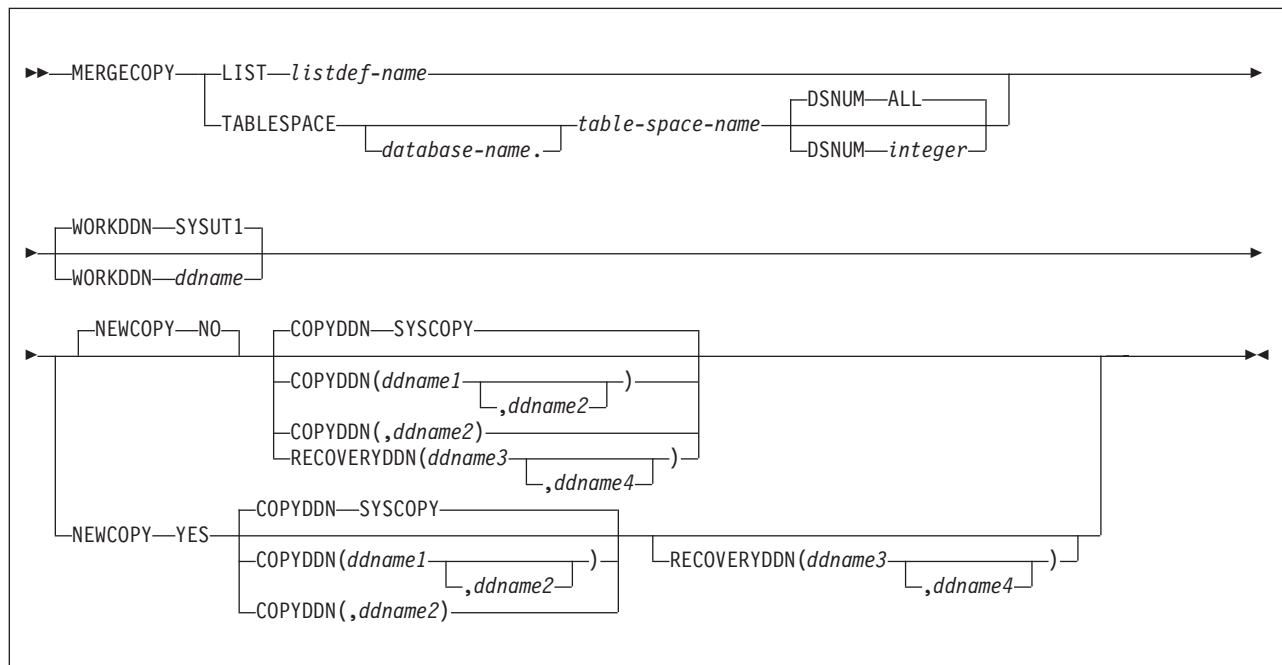 MERGECOPY LIST listdef-name
TABLESPACE database-name. table-space-name DSNUM ALL
DSNUM integer
WORKDDN SYSUT1
WORKDDN ddname
NEWCOPY NO COPYDDN SYSCOPY
COPYDDN(ddname1 ,ddname2 )
COPYDDN(,ddname2)
RECOVERYDDN(ddname3 ,ddname4 )
NEWCOPY YES COPYDDN SYSCOPY
COPYDDN(ddname1 ,ddname2 )
COPYDDN(,ddname2)
RECOVERYDDN(ddname3 ,ddname4 )